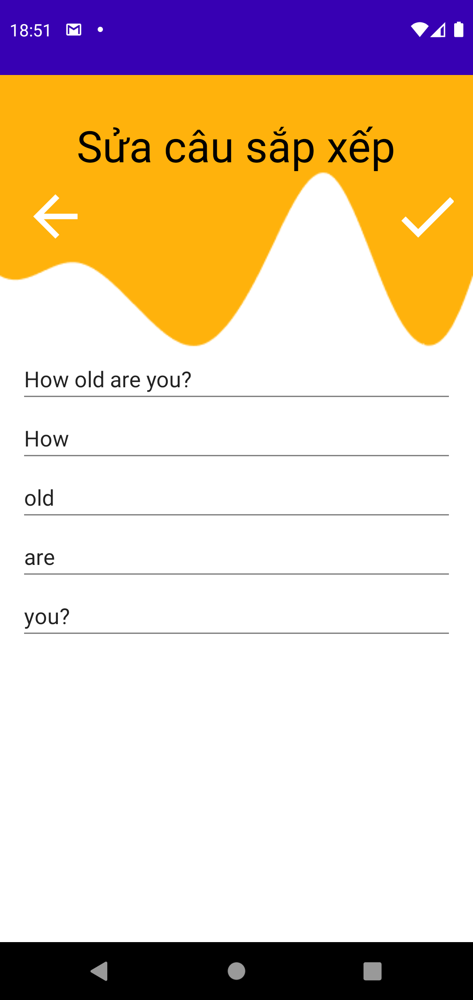 18:51
Sửa câu sắp xếp
How old are you?
How
old
are
you?